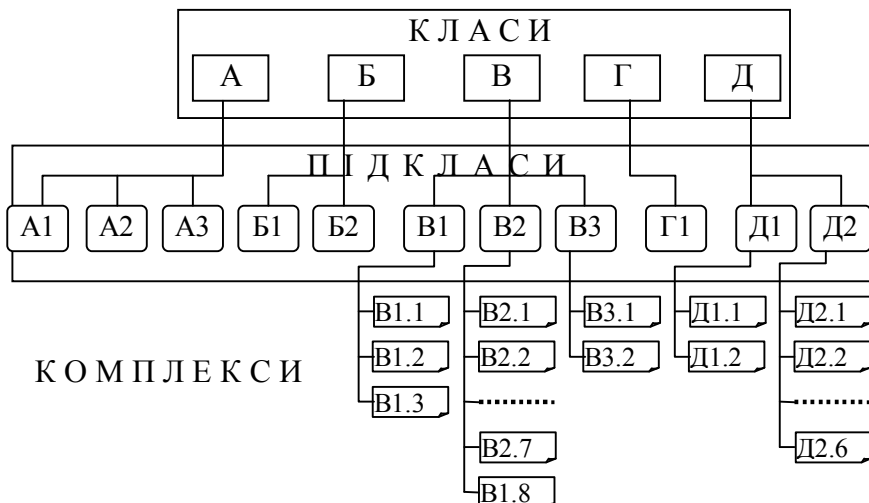 К Л А С И
А Б В Г Д
П І Д К Л А С И
А1 А2 А3 Б1 Б2 В1 В2 В3 Г1 Д1 Д2
В1.1 В2.1 В3.1 Д1.1 Д2.1
В1.2 В2.2 В3.2 Д1.2 Д2.2
К О М П Л Е К С И
В1.3
В2.7 Д2.6
В1.8